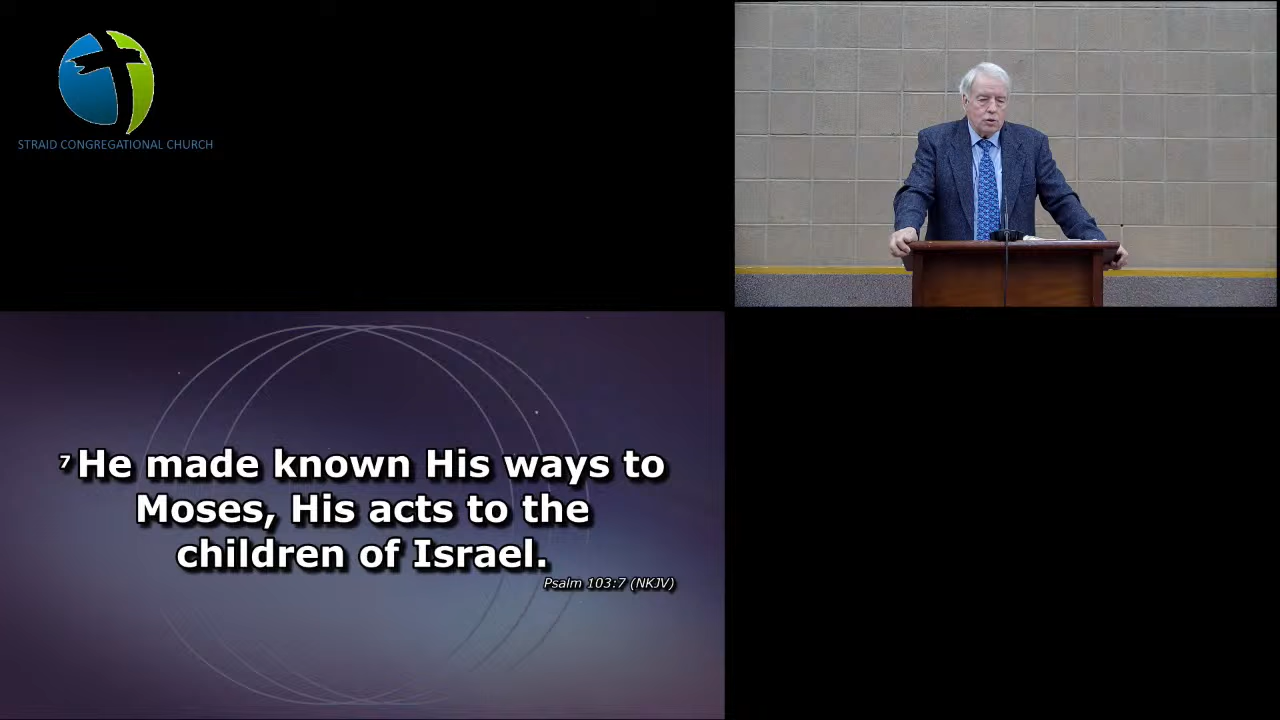 STRAID CONGREGATIONAL CHURCH
7 He made known His ways to
Moses, His acts to the
children of Israel.
Psalm 103:7 (NKJV)